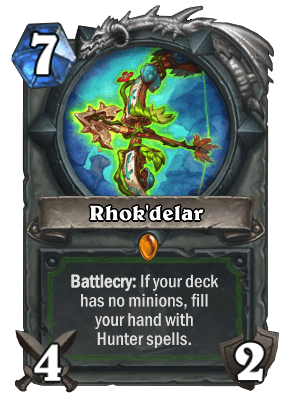 7
Rhok'delar
Battlecry: If your deck
has no minions, fill
your hand with
Hunter spells.
4
2